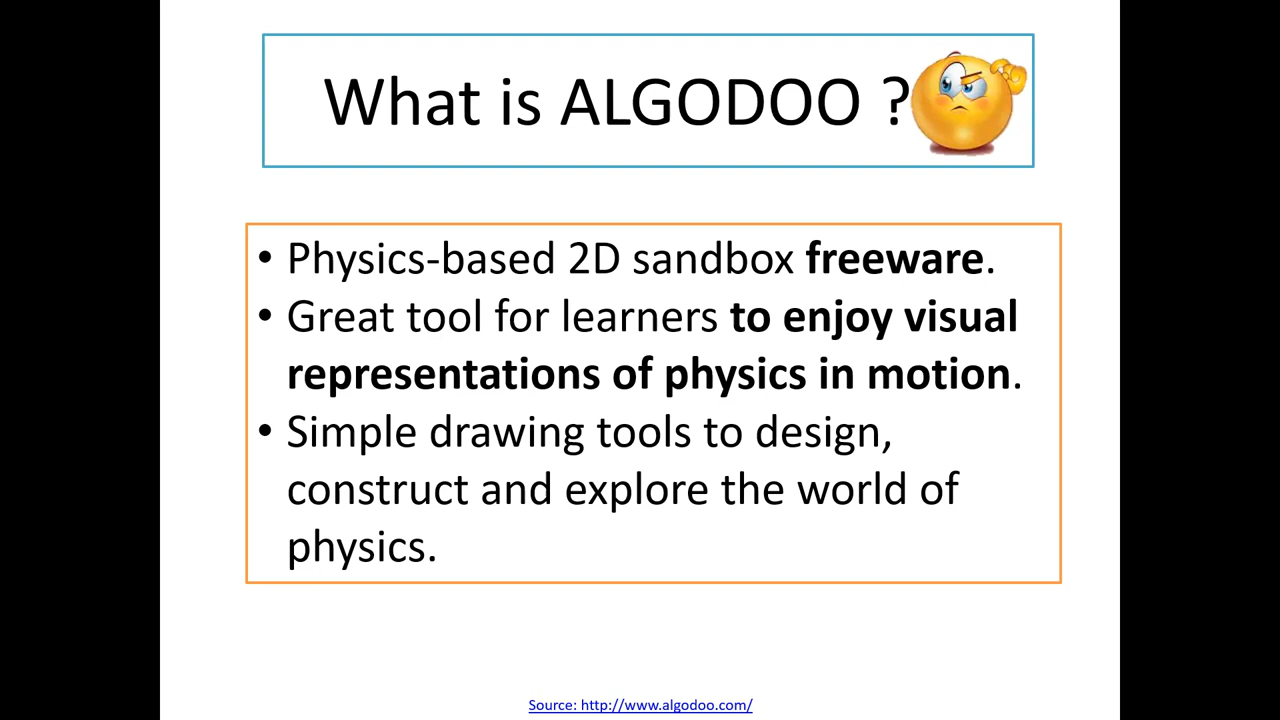 What is ALGODOO ?
• Physics-based 2D sandbox freeware.
• Great tool for learners to enjoy visual
representations of physics in motion.
• Simple drawing tools to design,
construct and explore the world of
physics.
Source: http://www.algodoo.com/